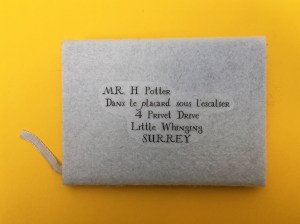 MR. H. Potter
Dans le placard sous l'escalier
4 Privet Drive
Little Whinging
SURREY